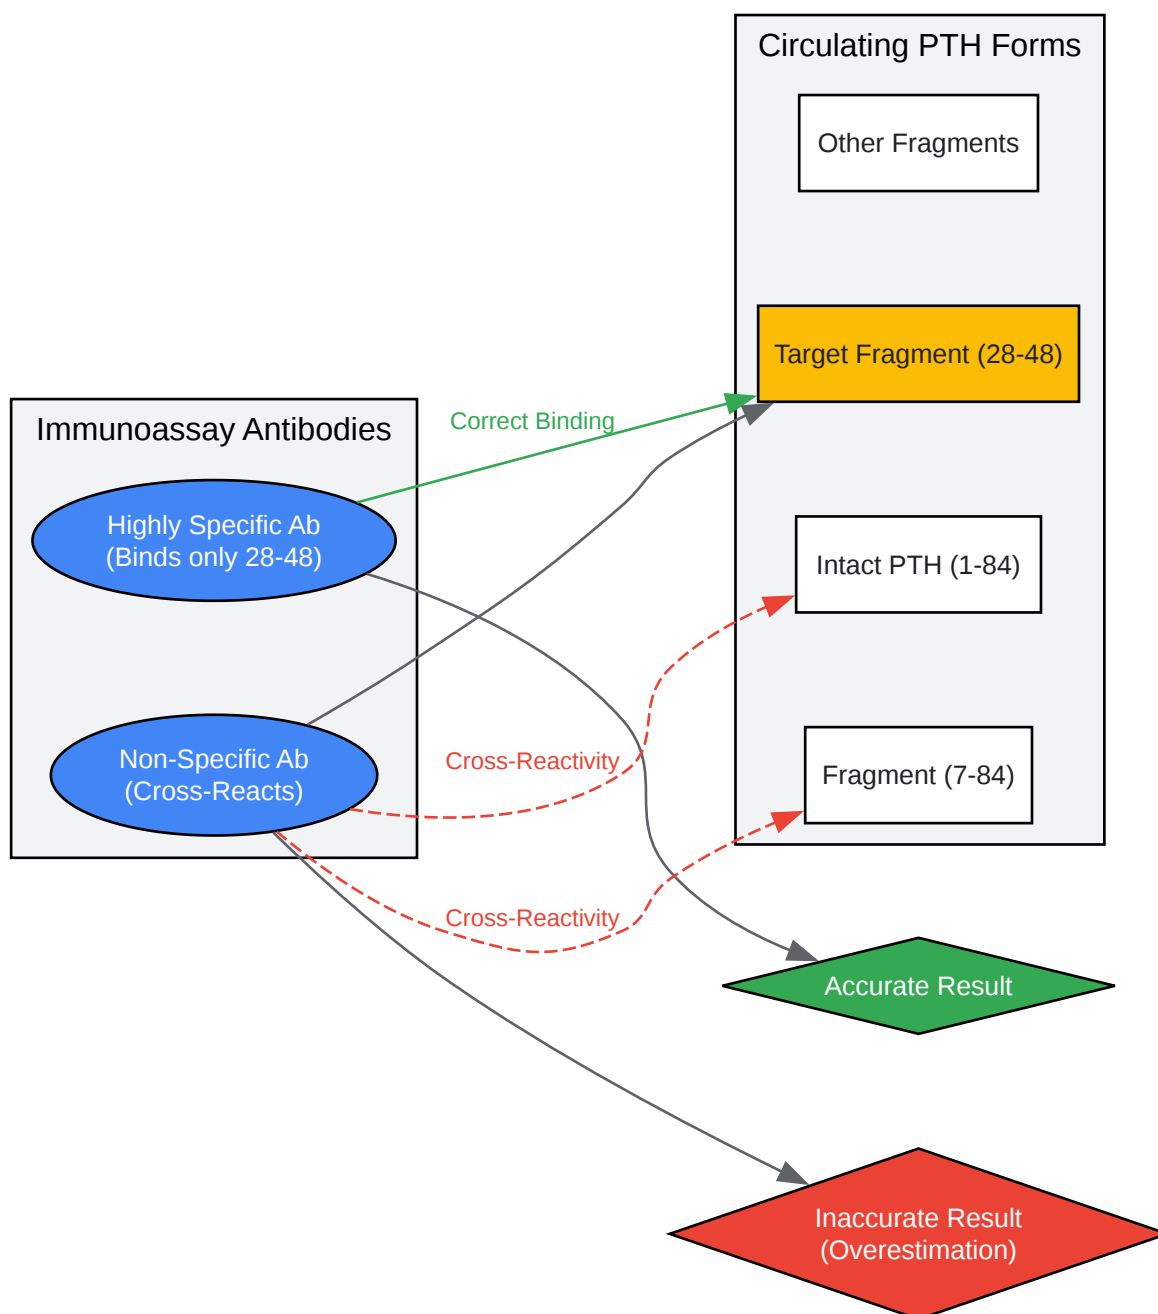 Circulating PTH Forms
Other Fragments
Target Fragment (28-48)
Intact PTH (1-84)
Fragment (7-84)
Immunoassay Antibodies
Highly Specific Ab
(Binds only 28-48)
Non-Specific Ab
(Cross-Reacts)
Correct Binding
Cross-Reactivity
Cross-Reactivity
Accurate Result
Inaccurate Result
(Overestimation)